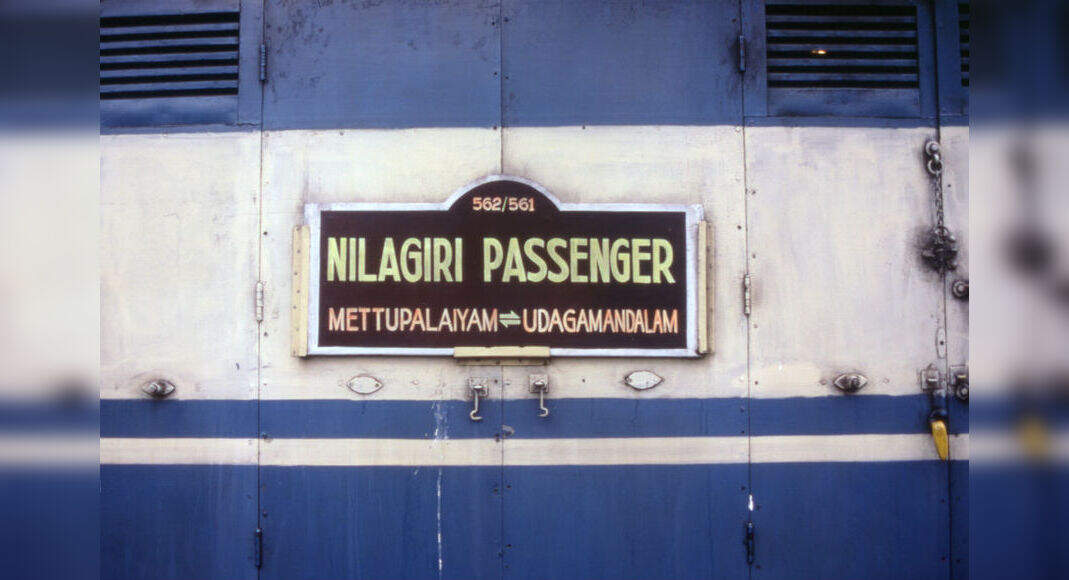 562/561
NILAGIRI PASSENGER
METTUPALAIYAM ⇌ UDAGAMANDALAM